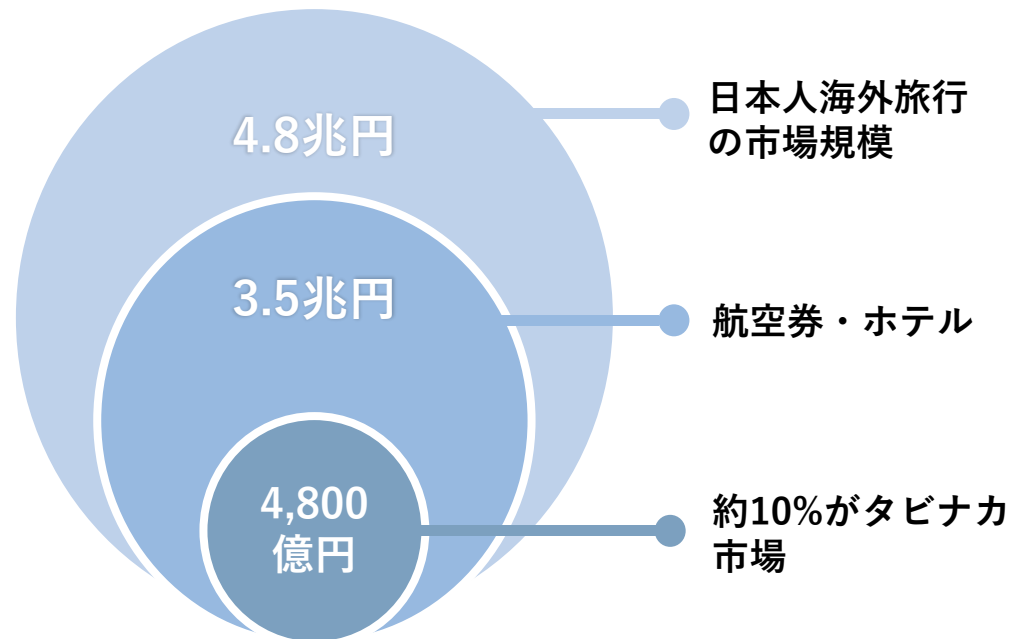 4.8兆円
日本人海外旅行
の市場規模
3.5兆円
航空券・ホテル
4,800
億円
約10%がタビナカ
市場